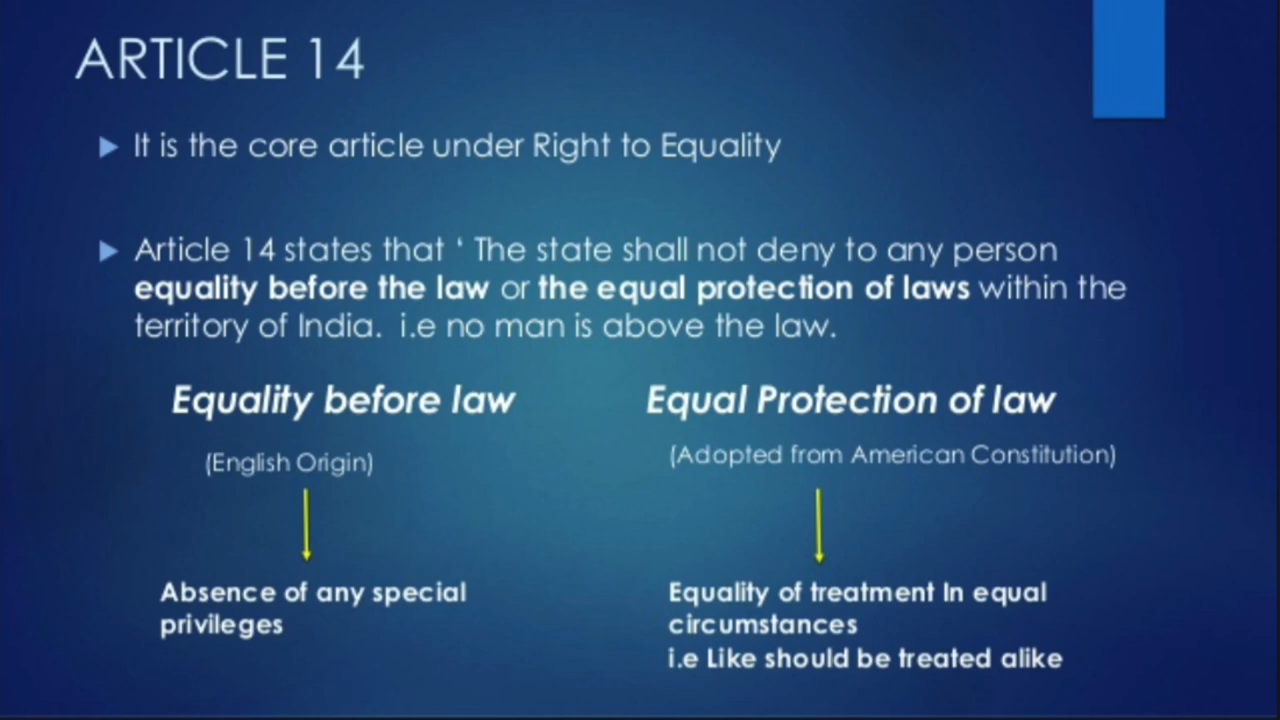 ARTICLE 14
It is the core article under Right to Equality
Article 14 states that ‘ The state shall not deny to any person
equality before the law or the equal protection of laws within the
territory of India. i.e no man is above the law.
Equality before law
(English Origin)
Absence of any special
privileges
Equal Protection of law
(Adopted from American Constitution)
Equality of treatment In equal
circumstances
i.e Like should be treated alike